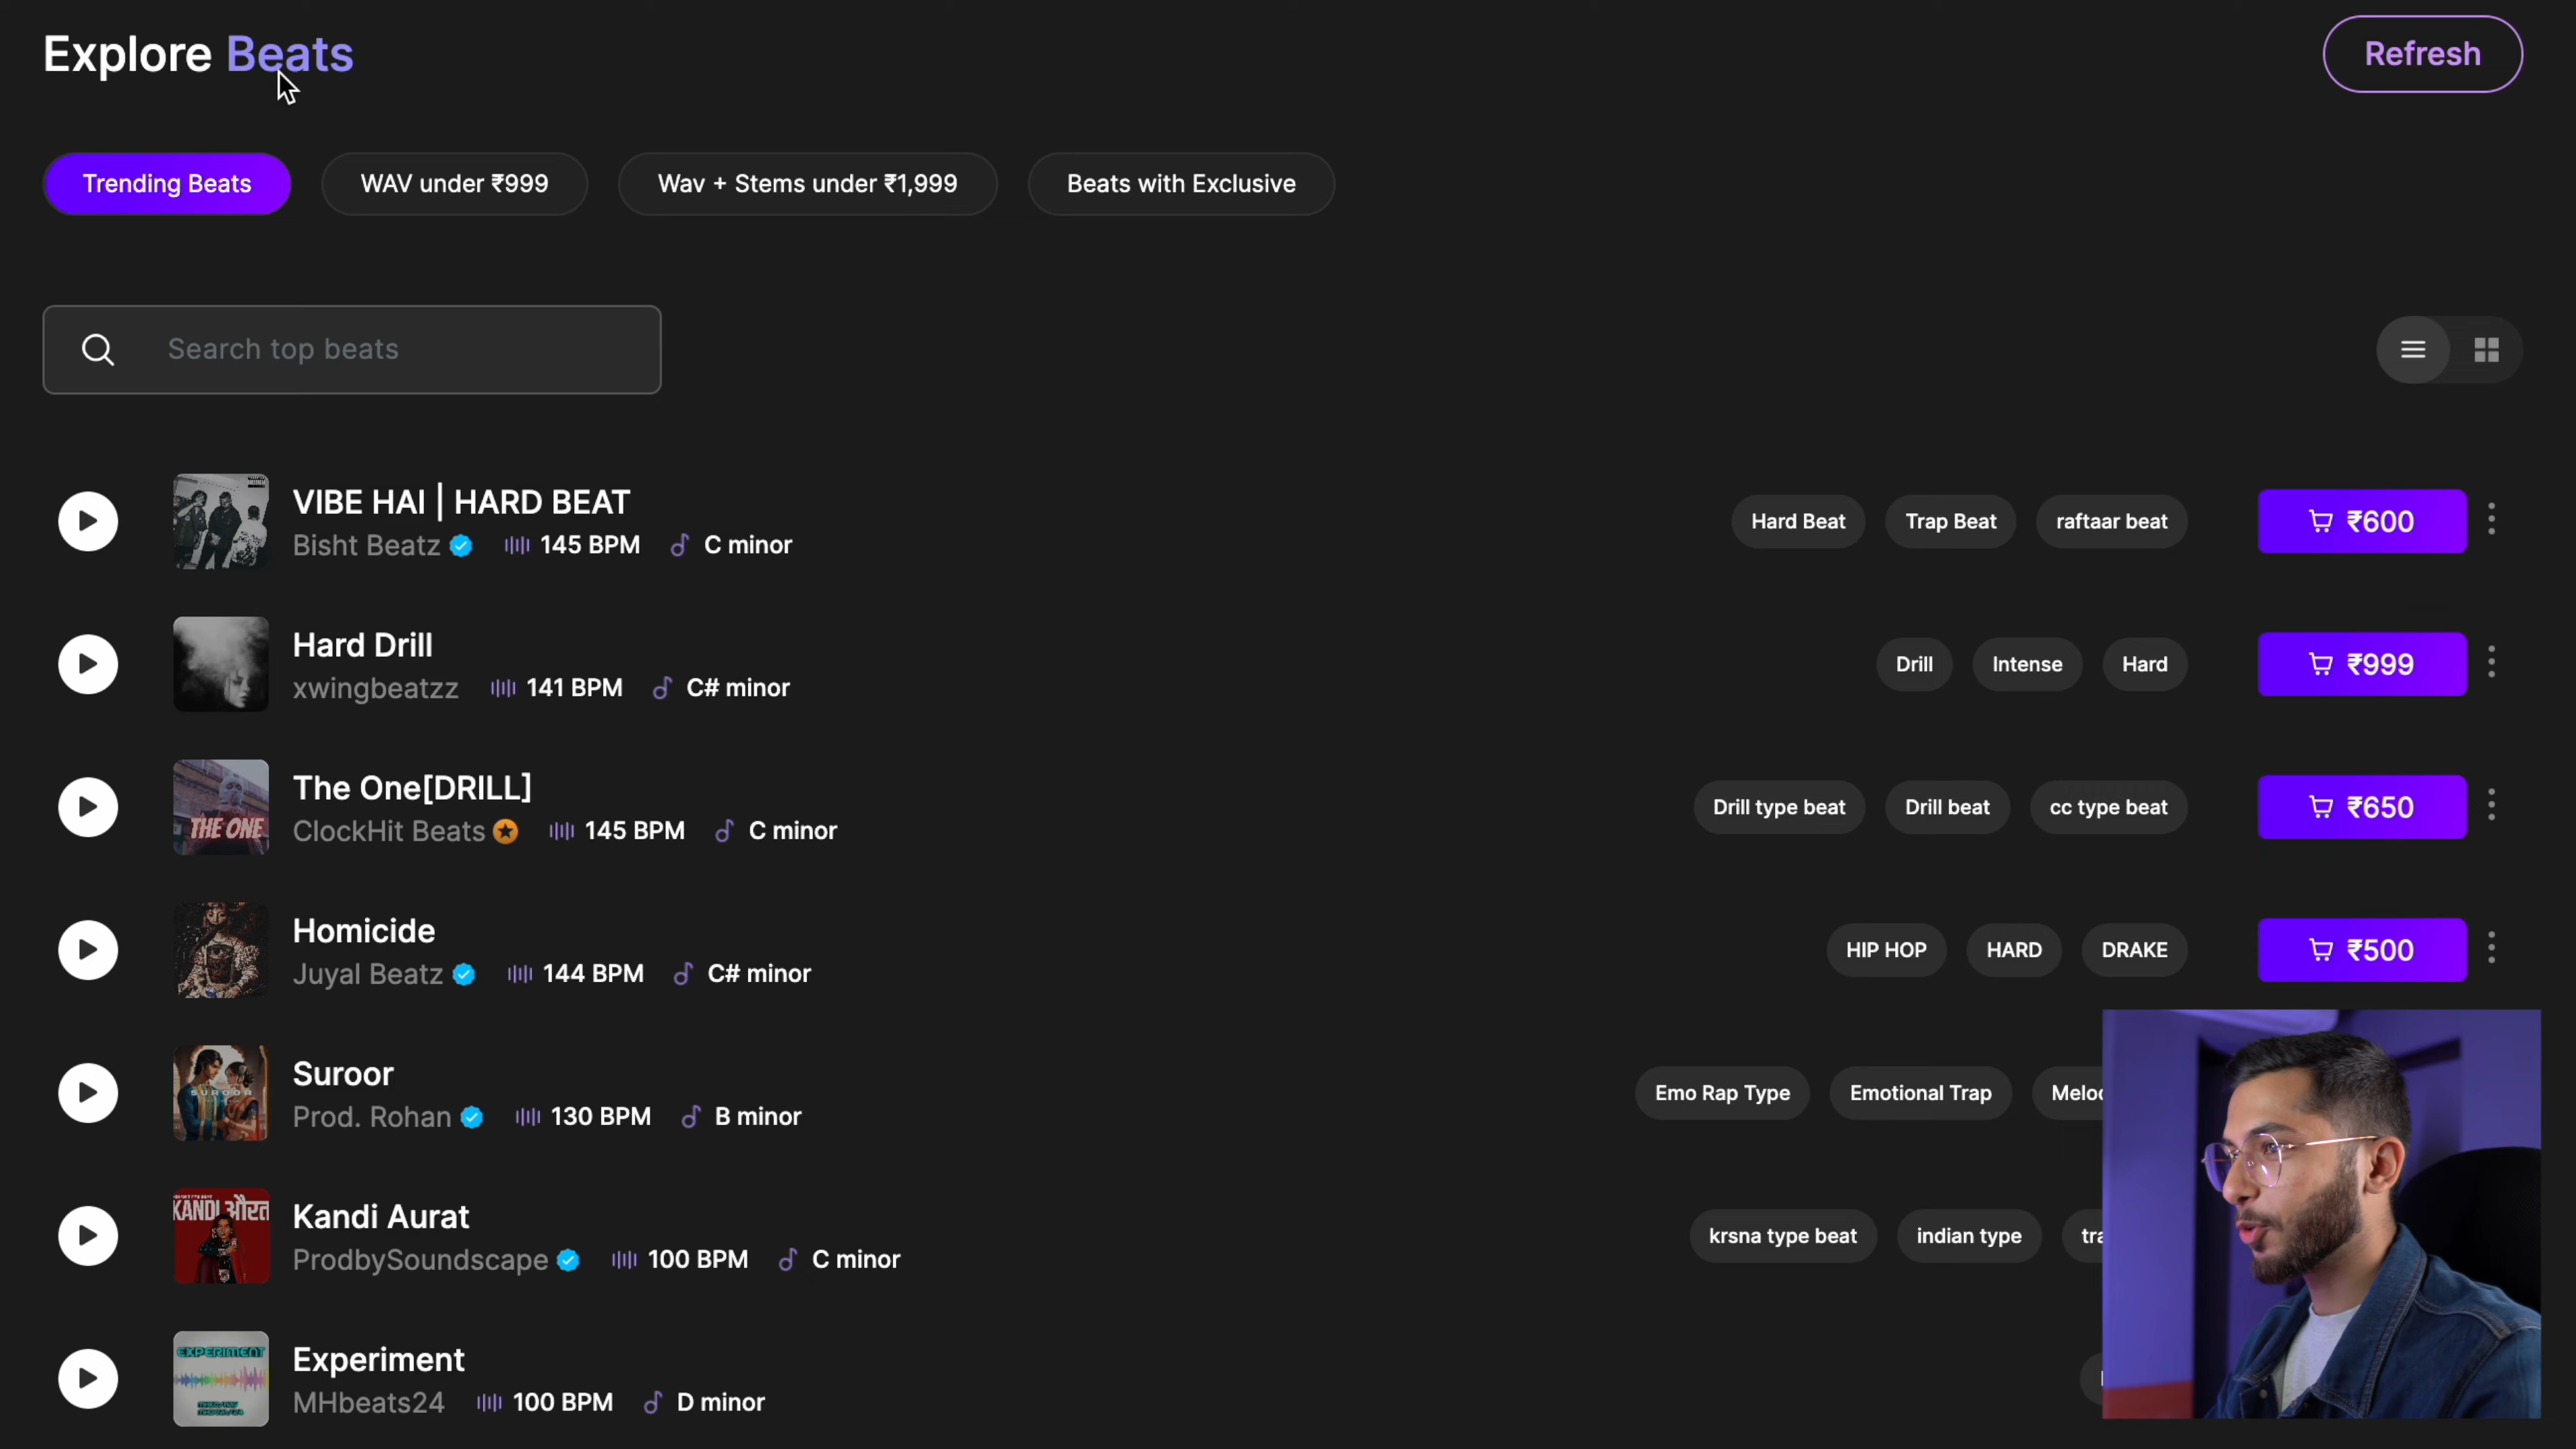 Explore Beats
Refresh
Trending Beats
WAV under ₹999
Wav + Stems under ₹1,999
Beats with Exclusive
Search top beats
VIBE HAI | HARD BEAT
Bisht Beatz 145 BPM C minor
Hard Beat Trap Beat raftaar beat
₹600
Hard Drill
xwingbeatzz 141 BPM C# minor
Drill Intense Hard
₹999
THE ONE
The One[DRILL]
ClockHit Beats 145 BPM C minor
Drill type beat Drill beat cc type beat
₹650
Homicide
Juyal Beatz 144 BPM C# minor
HIP HOP HARD DRAKE
₹500
SUROOR
Suroor
Prod. Rohan 130 BPM B minor
Emo Rap Type Emotional Trap
KANDI औरत
Kandi Aurat
ProdbySoundscape 100 BPM C minor
krsna type beat indian type
EXPERIMENT
Experiment
MHbeats24 100 BPM D minor